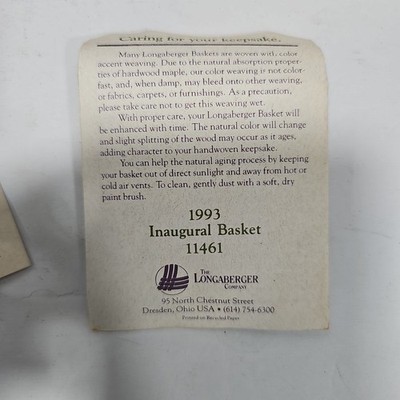 Caring for your keepsake.
Many Longaberger Baskets are woven with color
accent weaving. Due to the natural absorption proper-
ties of hardwood maple, our color weaving is not color-
fast, and, when damp, may bleed onto other weaving,
or fabrics, carpets, or furnishings. As a precaution,
please take care not to get this weaving wet.
With proper care, your Longaberger Basket will
be enhanced with time. The natural color will change
and slight splitting of the wood may occur as it ages,
adding character to your handwoven keepsake.
You can help the natural aging process by keeping
your basket out of direct sunlight and away from hot or
cold air vents. To clean, gently dust with a soft, dry
paint brush.
1993
Inaugural Basket
11461
THE
LONGABERGER
COMPANY
95 North Chestnut Street
Dresden, Ohio USA • (614) 754-6300
Printed on Recycled Paper